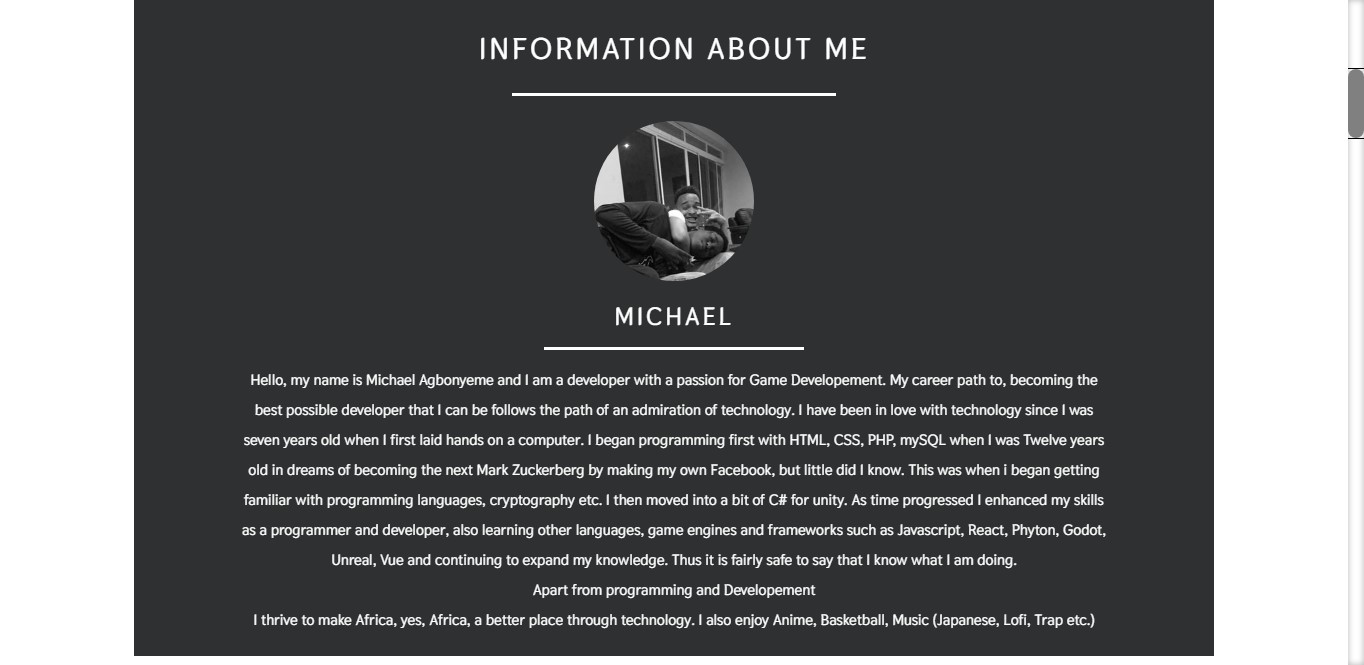 INFORMATION ABOUT ME
MICHAEL
Hello, my name is Michael Agbonyeme and I am a developer with a passion for Game Developement. My career path to, becoming the
best possible developer that I can be follows the path of an admiration of technology. I have been in love with technology since I was
seven years old when I first laid hands on a computer. I began programming first with HTML, CSS, PHP, mySQL when I was Twelve years
old in dreams of becoming the next Mark Zuckerberg by making my own Facebook, but little did I know. This was when i began getting
familiar with programming languages, cryptography etc. I then moved into a bit of C# for unity. As time progressed I enhanced my skills
as a programmer and developer, also learning other languages, game engines and frameworks such as Javascript, React, Phyton, Godot,
Unreal, Vue and continuing to expand my knowledge. Thus it is fairly safe to say that I know what I am doing.
Apart from programming and Developement
I thrive to make Africa, yes, Africa, a better place through technology. I also enjoy Anime, Basketball, Music (Japanese, Lofi, Trap etc.)